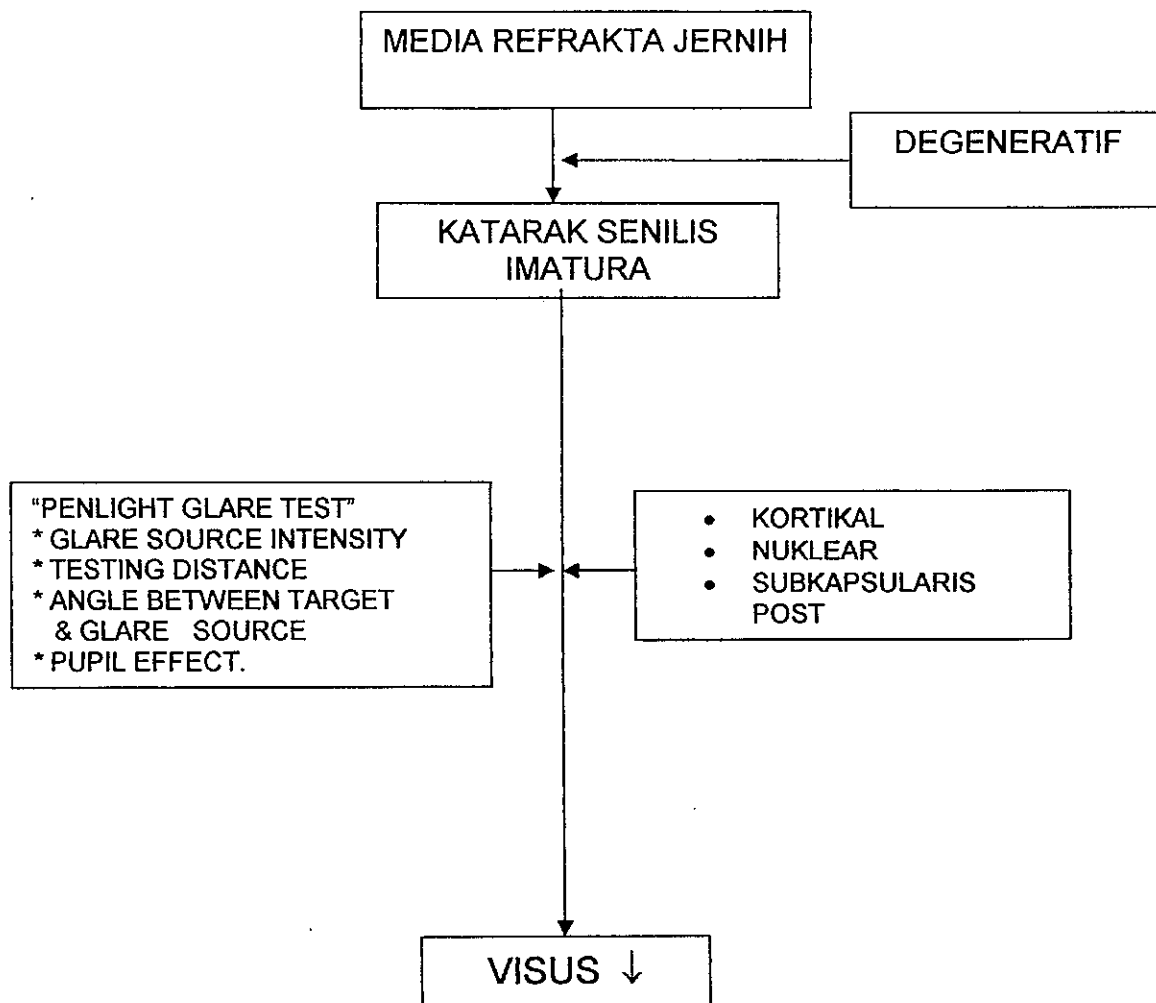 MEDIA REFRAKTA JERNIH
DEGENERATIF
KATARAK SENILIS
IMATURA
"PENLIGHT GLARE TEST"
* GLARE SOURCE INTENSITY
* TESTING DISTANCE
* ANGLE BETWEEN TARGET
& GLARE SOURCE
* PUPIL EFFECT.
• KORTIKAL
• NUKLEAR
• SUBKAPSULARIS
POST
VISUS ↓